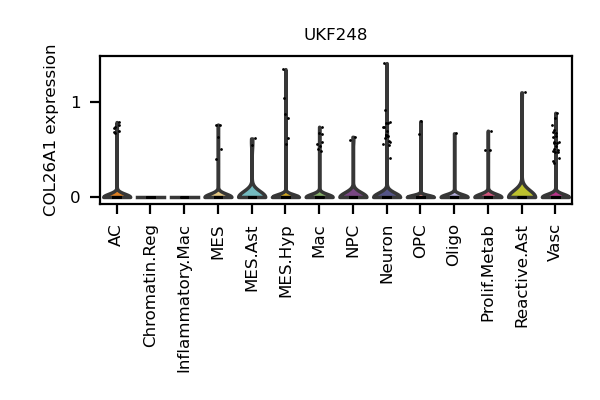 UKF248
COL26A1 expression
1
0
AC
Chromatin.Reg
Inflammatory.Mac
MES
MES.Ast
MES.Hyp
Mac
NPC
Neuron
OPC
Oligo
Prolif.Metab
Reactive.Ast
Vasc